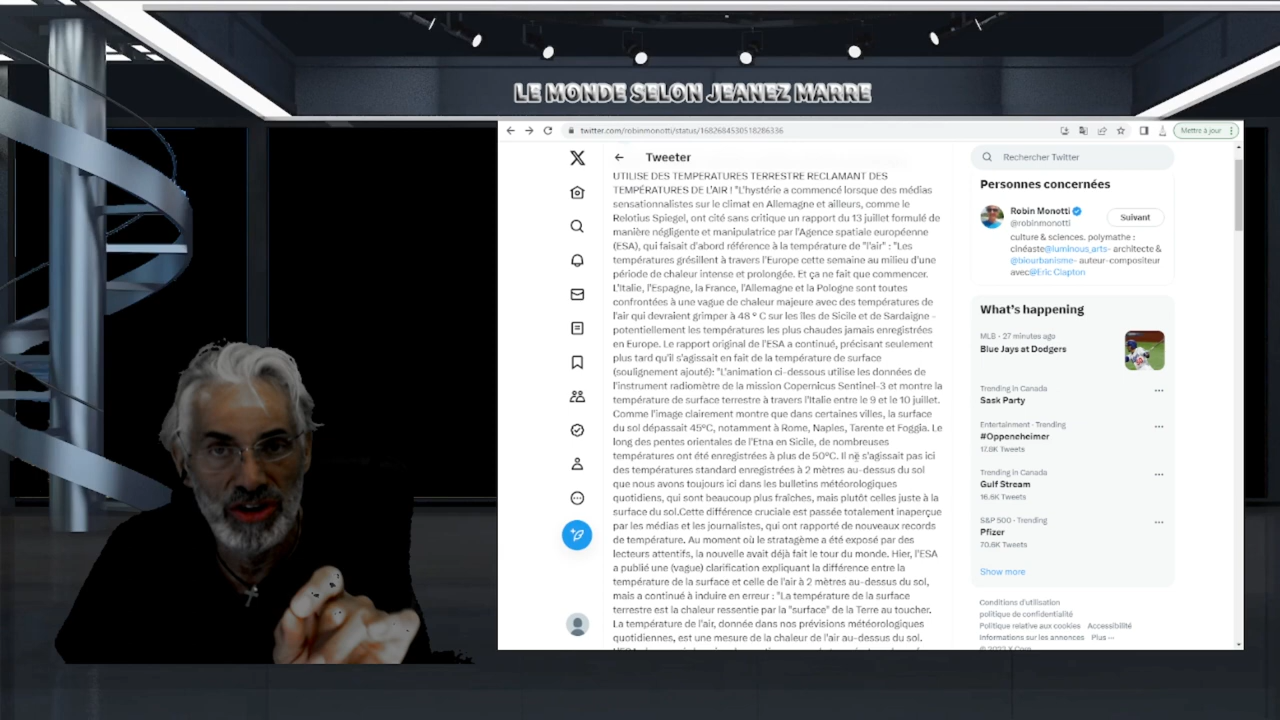 LE MONDE SELON JEANEZ MARRE
twitter.com/robinmonotti/status/1682684530518286336
Mettre à jour
Tweeter
UTILISE DES TEMPERATURES TERRESTRE RECLAMANT DES
TEMPÉRATURES DE L'AIR ! "L'hystérie a commencé lorsque des médias
sensationnalistes sur le climat en Allemagne et ailleurs, comme le
Relotius Spiegel, ont cité sans critique un rapport du 13 juillet formulé de
manière négligente et manipulatrice par l'Agence spatiale européenne
(ESA), qui faisait d'abord référence à la température de "l'air" : "Les
températures grésillent à travers l'Europe cette semaine au milieu d'une
période de chaleur intense et prolongée. Et ça ne fait que commencer.
L'Italie, l'Espagne, la France, l'Allemagne et la Pologne sont toutes
confrontées à une vague de chaleur majeure avec des températures de
l'air qui devraient grimper à 48 ° C sur les îles de Sicile et de Sardaigne -
potentiellement les températures les plus chaudes jamais enregistrées
en Europe. Le rapport original de l'ESA a continué, précisant seulement
plus tard qu'il s'agissait en fait de la température de surface
(soulignement ajouté): "L'animation ci-dessous utilise les données de
l'instrument radiomètre de la mission Copernicus Sentinel-3 et montre la
température de surface terrestre à travers l'Italie entre le 9 et le 10 juillet.
Comme l'image clairement montre que dans certaines villes, la surface
du sol dépassait 45°C, notamment à Rome, Naples, Tarente et Foggia. Le
long des pentes orientales de l'Etna en Sicile, de nombreuses
températures ont été enregistrées à plus de 50°C. Il ne s'agissait pas ici
des températures standard enregistrées à 2 mètres au-dessus du sol
que nous avons toujours ici dans les bulletins météorologiques
quotidiens, qui sont beaucoup plus fraîches, mais plutôt celles juste à la
surface du sol.Cette différence cruciale est passée totalement inaperçue
par les médias et les journalistes, qui ont rapporté de nouveaux records
de température. Au moment où le stratagème a été exposé par des
lecteurs attentifs, la nouvelle avait déjà fait le tour du monde. Hier, l'ESA
a publié une (vague) clarification expliquant la différence entre la
température de la surface et celle de l'air à 2 mètres au-dessus du sol,
mais a continué à induire en erreur : "La température de la surface
terrestre est la chaleur ressentie par la "surface" de la Terre au toucher.
La température de l'air, donnée dans nos prévisions météorologiques
quotidiennes, est une mesure de la chaleur de l'air au-dessus du sol.
Rechercher Twitter
Personnes concernées
Robin Monotti
@robinmonotti
Suivant
culture & sciences. polymathe :
cinéaste@luminous_arts- architecte &
@biourbanisme- auteur-compositeur
avec@Eric Clapton
What's happening
MLB · 27 minutes ago
Blue Jays at Dodgers
Trending in Canada
Sask Party
Entertainment · Trending
#Oppenheimer
17.8K Tweets
Trending in Canada
Gulf Stream
16.6K Tweets
S&P 500 · Trending
Pfizer
70.6K Tweets
Show more
Conditions d'utilisation
politique de confidentialité
Politique relative aux cookies Accessibilité
Informations sur les annonces Plus ···